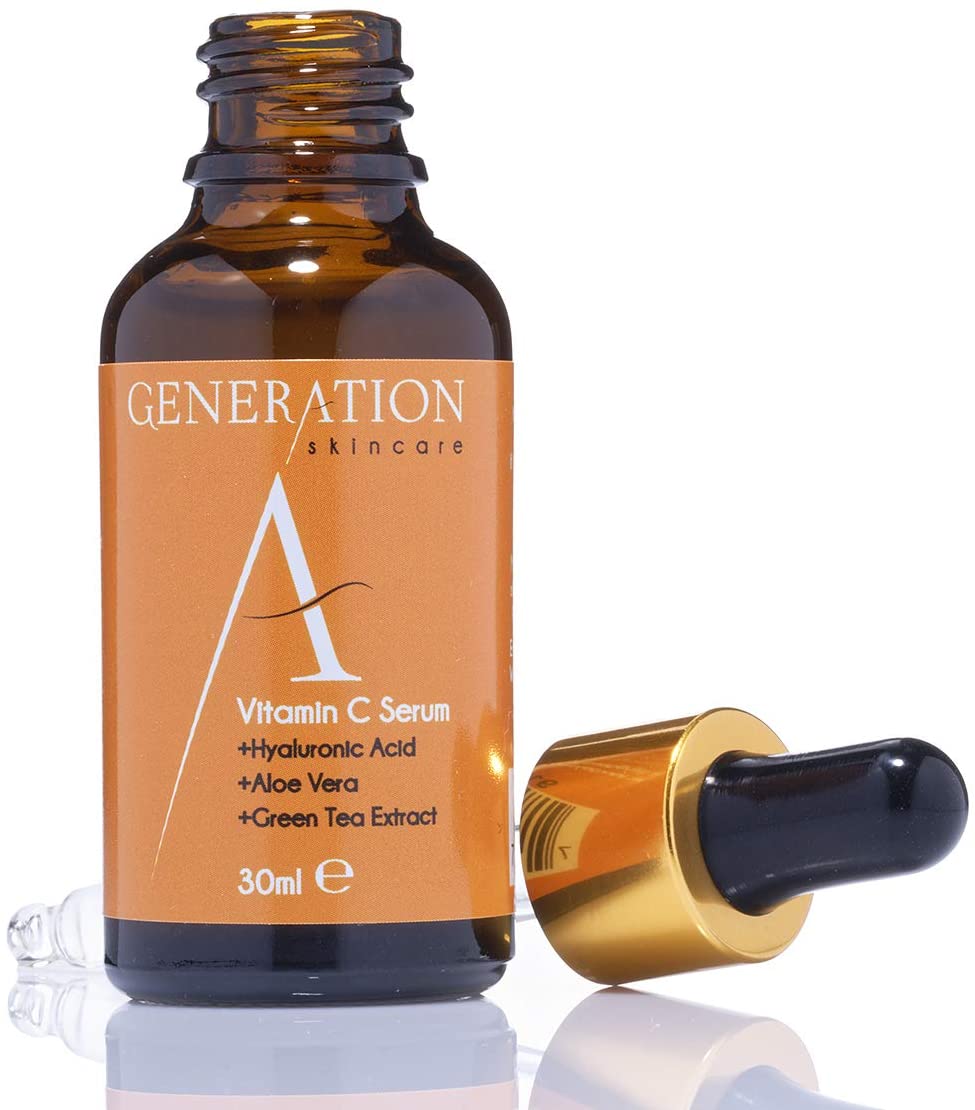 GENERATION
skincare
A
Vitamin C Serum
+Hyaluronic Acid
+Aloe Vera
+Green Tea Extract
30ml ℮